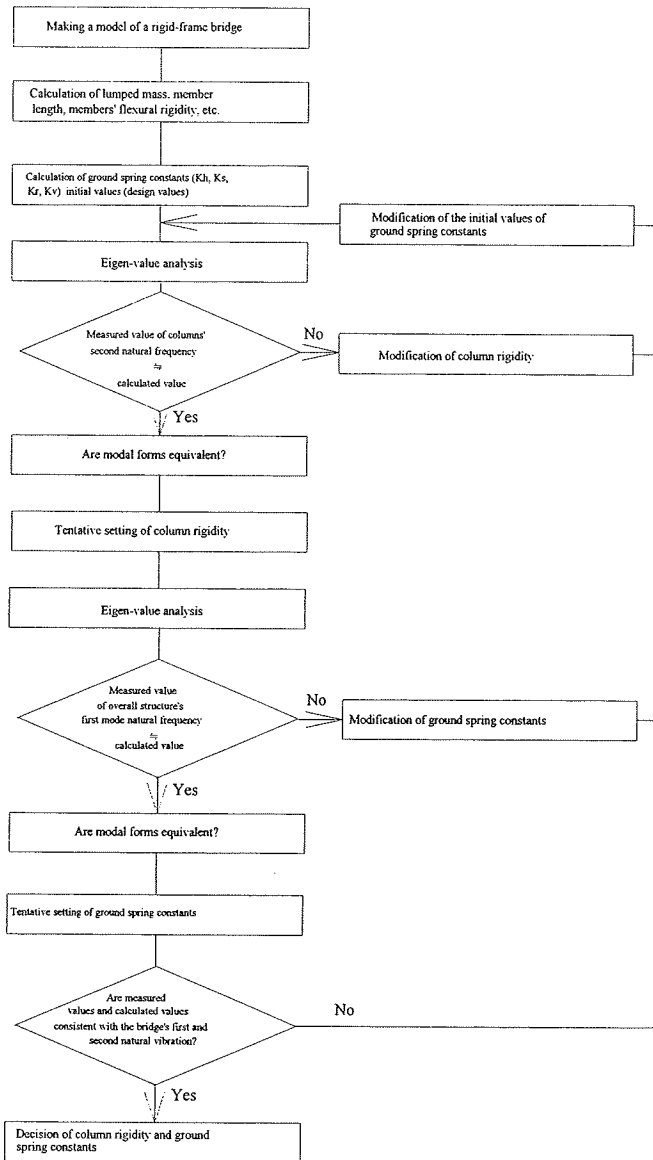 Making a model of a rigid-frame bridge
Calculation of lumped mass, member
length, members' flexural rigidity, etc.
Calculation of ground spring constants (Kh, Ks,
Kr, Kv) initial values (design values)
Modification of the initial values of
ground spring constants
Eigen-value analysis
Measured value of columns'
second natural frequency
≒
calculated value
No
Modification of column rigidity
Yes
Are modal forms equivalent?
Tentative setting of column rigidity
Eigen-value analysis
Measured value
of overall structure's
first mode natural frequency
≒
calculated value
No
Modification of ground spring constants
Yes
Are modal forms equivalent?
Tentative setting of ground spring constants
Are measured
values and calculated values
consistent with the bridge's first and
second natural vibration?
No
Yes
Decision of column rigidity and ground
spring constants